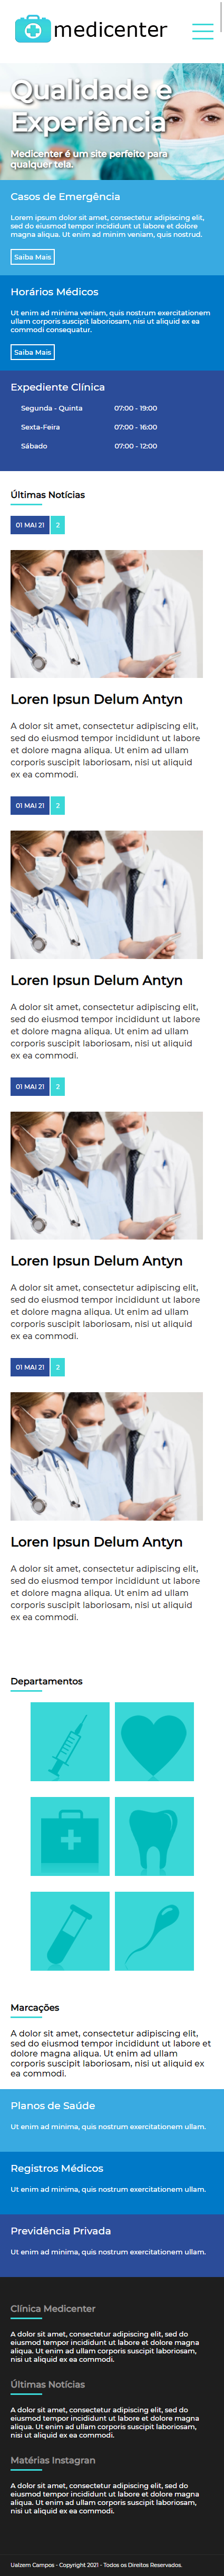 medicenter
Qualidade e
Experiência
Medicenter é um site perfeito para
qualquer tela.
Casos de Emergência
Lorem ipsum dolor sit amet, consectetur adipiscing elit,
sed do eiusmod tempor incididunt ut labore et dolore
magna aliqua. Ut enim ad minim veniam, quis nostrud.
Saiba Mais
Horários Médicos
Ut enim ad minima veniam, quis nostrum exercitationem
ullam corporis suscipit laboriosam, nisi ut aliquid ex ea
commodi consequatur.
Saiba Mais
Expediente Clínica
Segunda - Quinta 07:00 - 19:00
Sexta-Feira 07:00 - 16:00
Sábado 07:00 - 12:00
Últimas Notícias
01 MAI 21 2
Loren Ipsun Delum Antyn
A dolor sit amet, consectetur adipiscing elit,
sed do eiusmod tempor incididunt ut labore
et dolore magna aliqua. Ut enim ad ullam
corporis suscipit laboriosam, nisi ut aliquid
ex ea commodi.
01 MAI 21 2
Loren Ipsun Delum Antyn
A dolor sit amet, consectetur adipiscing elit,
sed do eiusmod tempor incididunt ut labore
et dolore magna aliqua. Ut enim ad ullam
corporis suscipit laboriosam, nisi ut aliquid
ex ea commodi.
01 MAI 21 2
Loren Ipsun Delum Antyn
A dolor sit amet, consectetur adipiscing elit,
sed do eiusmod tempor incididunt ut labore
et dolore magna aliqua. Ut enim ad ullam
corporis suscipit laboriosam, nisi ut aliquid
ex ea commodi.
01 MAI 21 2
Loren Ipsun Delum Antyn
A dolor sit amet, consectetur adipiscing elit,
sed do eiusmod tempor incididunt ut labore
et dolore magna aliqua. Ut enim ad ullam
corporis suscipit laboriosam, nisi ut aliquid
ex ea commodi.
Departamentos
Marcações
A dolor sit amet, consectetur adipiscing elit,
sed do eiusmod tempor incididunt ut labore et
dolore magna aliqua. Ut enim ad ullam
corporis suscipit laboriosam, nisi ut aliquid ex
ea commodi.
Planos de Saúde
Ut enim ad minima, quis nostrum exercitationem ullam.
Registros Médicos
Ut enim ad minima, quis nostrum exercitationem ullam.
Previdência Privada
Ut enim ad minima, quis nostrum exercitationem ullam.
Clínica Medicenter
A dolor sit amet, consectetur adipiscing elit, sed do
eiusmod tempor incididunt ut labore et dolore magna
aliqua. Ut enim ad ullam corporis suscipit laboriosam,
nisi ut aliquid ex ea commodi.
Últimas Notícias
A dolor sit amet, consectetur adipiscing elit, sed do
eiusmod tempor incididunt ut labore et dolore magna
aliqua. Ut enim ad ullam corporis suscipit laboriosam,
nisi ut aliquid ex ea commodi.
Matérias Instagran
A dolor sit amet, consectetur adipiscing elit, sed do
eiusmod tempor incididunt ut labore et dolore magna
aliqua. Ut enim ad ullam corporis suscipit laboriosam,
nisi ut aliquid ex ea commodi.
Ualzem Campos - Copyright 2021 - Todos os Direitos Reservados.